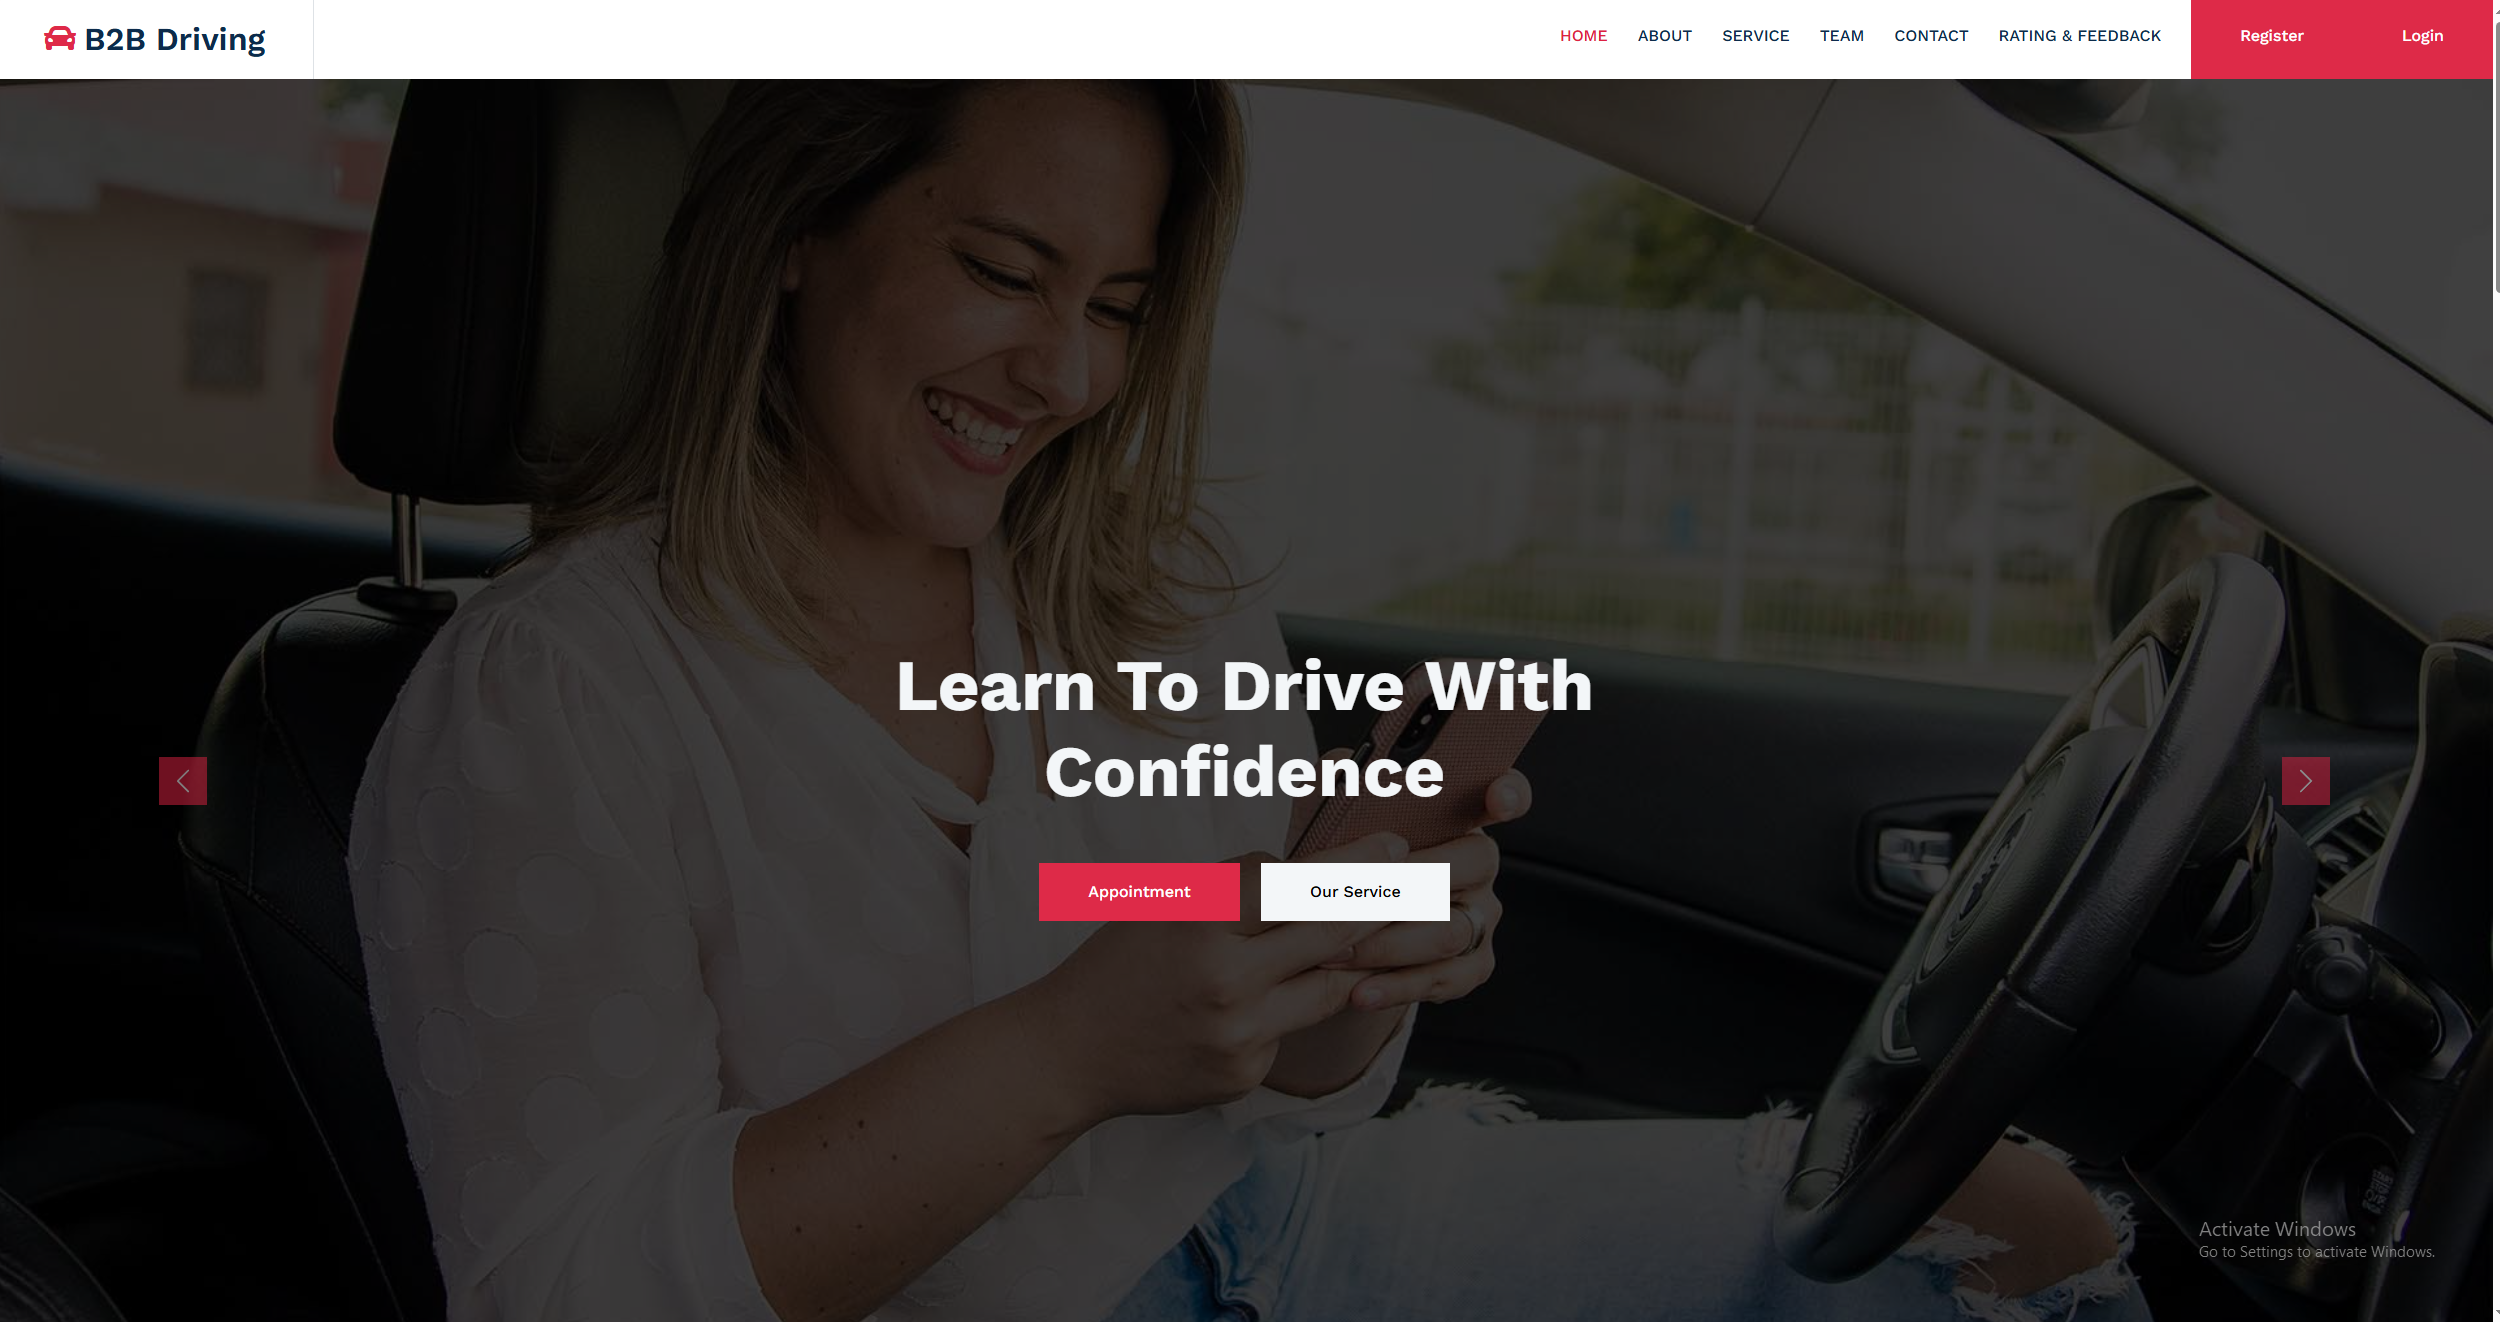 B2B Driving
HOME ABOUT SERVICE TEAM CONTACT RATING & FEEDBACK Register Login
Learn To Drive With
Confidence
Appointment Our Service
Activate Windows
Go to Settings to activate Windows.